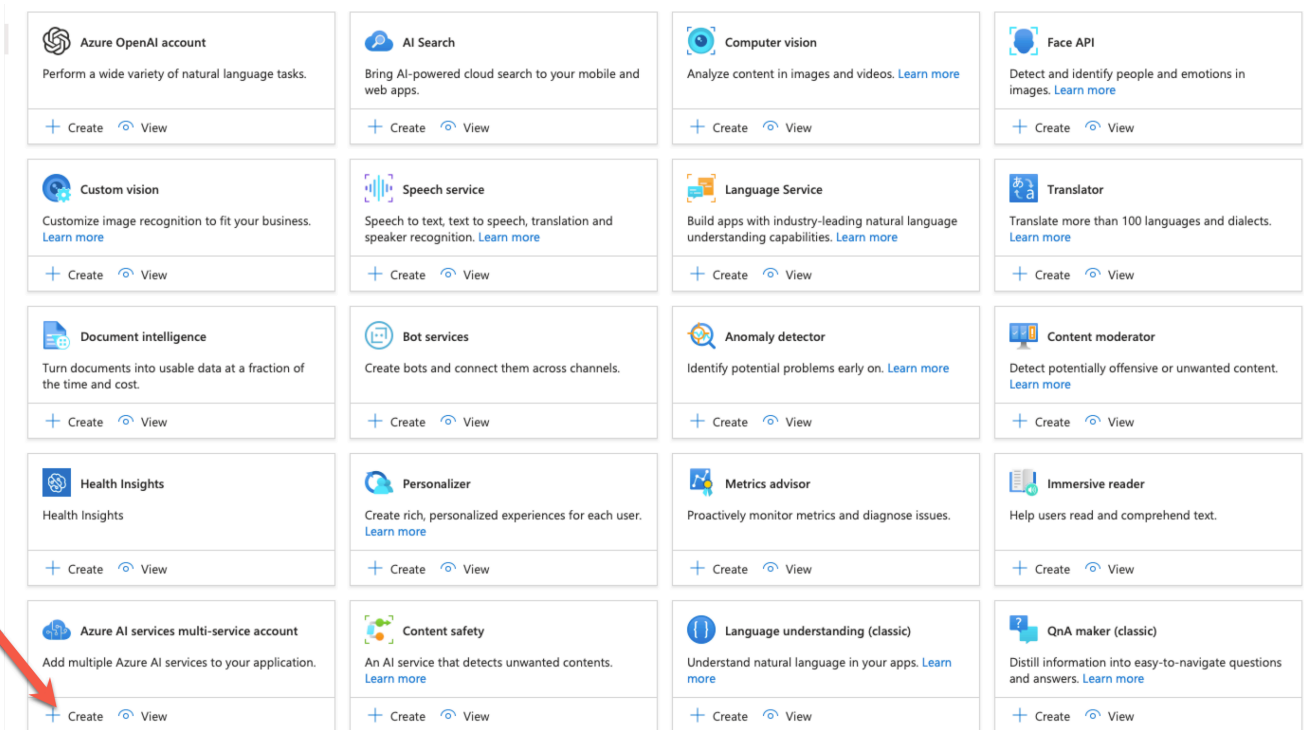 Azure OpenAI account
Perform a wide variety of natural language tasks.
Create View
AI Search
Bring AI-powered cloud search to your mobile and
web apps.
Create View
Computer vision
Analyze content in images and videos. Learn more
Create View
Face API
Detect and identify people and emotions in
images. Learn more
Create View
Custom vision
Customize image recognition to fit your business.
Learn more
Create View
Speech service
Speech to text, text to speech, translation and
speaker recognition. Learn more
Create View
Language Service
Build apps with industry-leading natural language
understanding capabilities. Learn more
Create View
あ
t a
Translator
Translate more than 100 languages and dialects.
Learn more
Create View
Document intelligence
Turn documents into usable data at a fraction of
the time and cost.
Create View
Bot services
Create bots and connect them across channels.
Create View
Anomaly detector
Identify potential problems early on. Learn more
Create View
Content moderator
Detect potentially offensive or unwanted content.
Learn more
Create View
Health Insights
Health Insights
Create View
Personalizer
Create rich, personalized experiences for each user.
Learn more
Create View
Metrics advisor
Proactively monitor metrics and diagnose issues.
Create View
Immersive reader
Help users read and comprehend text.
Create View
Azure AI services multi-service account
Add multiple Azure AI services to your application.
Create View
Content safety
An AI service that detects unwanted contents.
Learn more
Create View
{ }
Language understanding (classic)
Understand natural language in your apps. Learn
more
Create View
?
QnA maker (classic)
Distill information into easy-to-navigate questions
and answers. Learn more
Create View